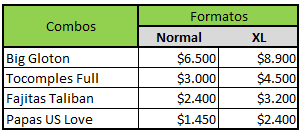 Combos Formatos
Normal XL
Big Gloton $6.500 $8.900
Tocomples Full $3.000 $4.500
Fajitas Taliban $2.400 $3.200
Papas US Love $1.450 $2.400